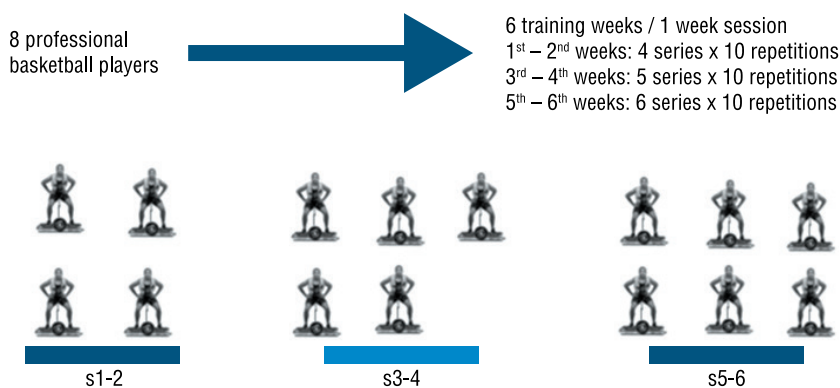 8 professional
basketball players
6 training weeks / 1 week session
1st – 2nd weeks: 4 series x 10 repetitions
3rd – 4th weeks: 5 series x 10 repetitions
5th – 6th weeks: 6 series x 10 repetitions
s1-2
s3-4
s5-6